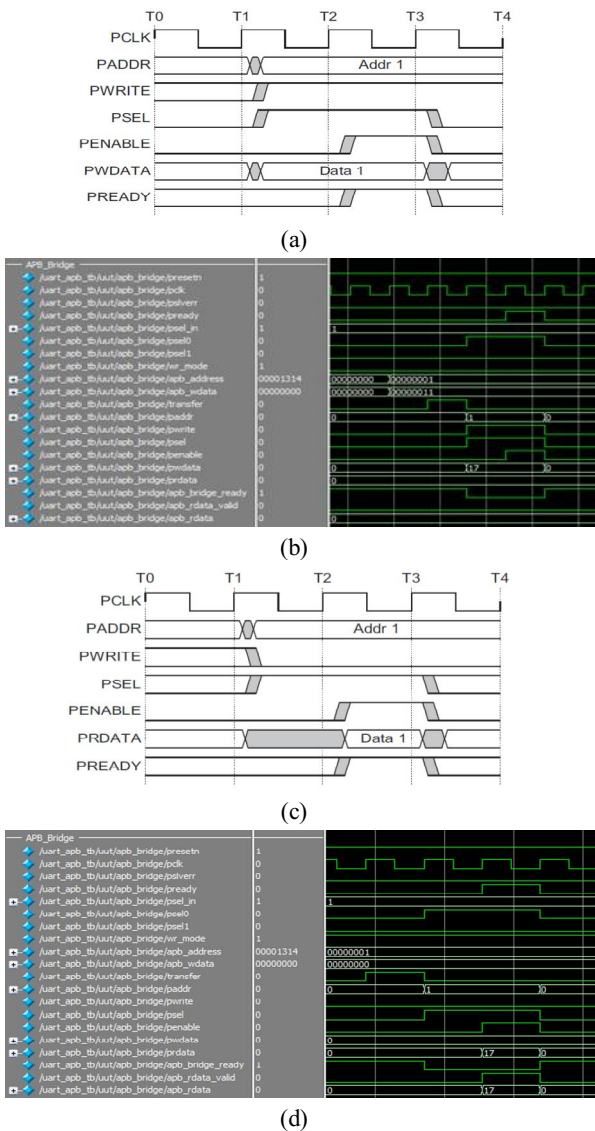 T0 T1 T2 T3 T4
PCLK
PADDR Addr 1
PWRITE
PSEL
PENABLE
PWDATA Data 1
PREADY
(a)
APB_Bridge
/uart_apb_tb/uut/apb_bridge/presetn 1
/uart_apb_tb/uut/apb_bridge/pclk 0
/uart_apb_tb/uut/apb_bridge/pslverr 0
/uart_apb_tb/uut/apb_bridge/pready 0
/uart_apb_tb/uut/apb_bridge/psel_in 1 1
/uart_apb_tb/uut/apb_bridge/psel0 0
/uart_apb_tb/uut/apb_bridge/psel1 0
/uart_apb_tb/uut/apb_bridge/wr_mode 1
/uart_apb_tb/uut/apb_bridge/apb_address 00001314 00000000 00000001
/uart_apb_tb/uut/apb_bridge/apb_wdata 00000000 00000000 00000011
/uart_apb_tb/uut/apb_bridge/transfer 0
/uart_apb_tb/uut/apb_bridge/paddr 0 0 1 0
/uart_apb_tb/uut/apb_bridge/pwrite 0
/uart_apb_tb/uut/apb_bridge/psel 0
/uart_apb_tb/uut/apb_bridge/penable 0
/uart_apb_tb/uut/apb_bridge/pwdata 0 0 17 0
/uart_apb_tb/uut/apb_bridge/prdata 0 0
/uart_apb_tb/uut/apb_bridge/apb_bridge_ready 1
/uart_apb_tb/uut/apb_bridge/apb_rdata_valid 0
/uart_apb_tb/uut/apb_bridge/apb_rdata 0 0
(b)
T0 T1 T2 T3 T4
PCLK
PADDR Addr 1
PWRITE
PSEL
PENABLE
PRDATA Data 1
PREADY
(c)
APB_Bridge
/uart_apb_tb/uut/apb_bridge/presetn 1
/uart_apb_tb/uut/apb_bridge/pclk 0
/uart_apb_tb/uut/apb_bridge/pslverr 0
/uart_apb_tb/uut/apb_bridge/pready 0
/uart_apb_tb/uut/apb_bridge/psel_in 1 1
/uart_apb_tb/uut/apb_bridge/psel0 0
/uart_apb_tb/uut/apb_bridge/psel1 0
/uart_apb_tb/uut/apb_bridge/wr_mode 1
/uart_apb_tb/uut/apb_bridge/apb_address 00001314 00000001
/uart_apb_tb/uut/apb_bridge/apb_wdata 00000000 00000000
/uart_apb_tb/uut/apb_bridge/transfer 0
/uart_apb_tb/uut/apb_bridge/paddr 0 0 1 0
/uart_apb_tb/uut/apb_bridge/pwrite 0
/uart_apb_tb/uut/apb_bridge/psel 0
/uart_apb_tb/uut/apb_bridge/penable 0
/uart_apb_tb/uut/apb_bridge/pwdata 0 0
/uart_apb_tb/uut/apb_bridge/prdata 0 0 17 0
/uart_apb_tb/uut/apb_bridge/apb_bridge_ready 1
/uart_apb_tb/uut/apb_bridge/apb_rdata_valid 0
/uart_apb_tb/uut/apb_bridge/apb_rdata 0 0 17 0
(d)